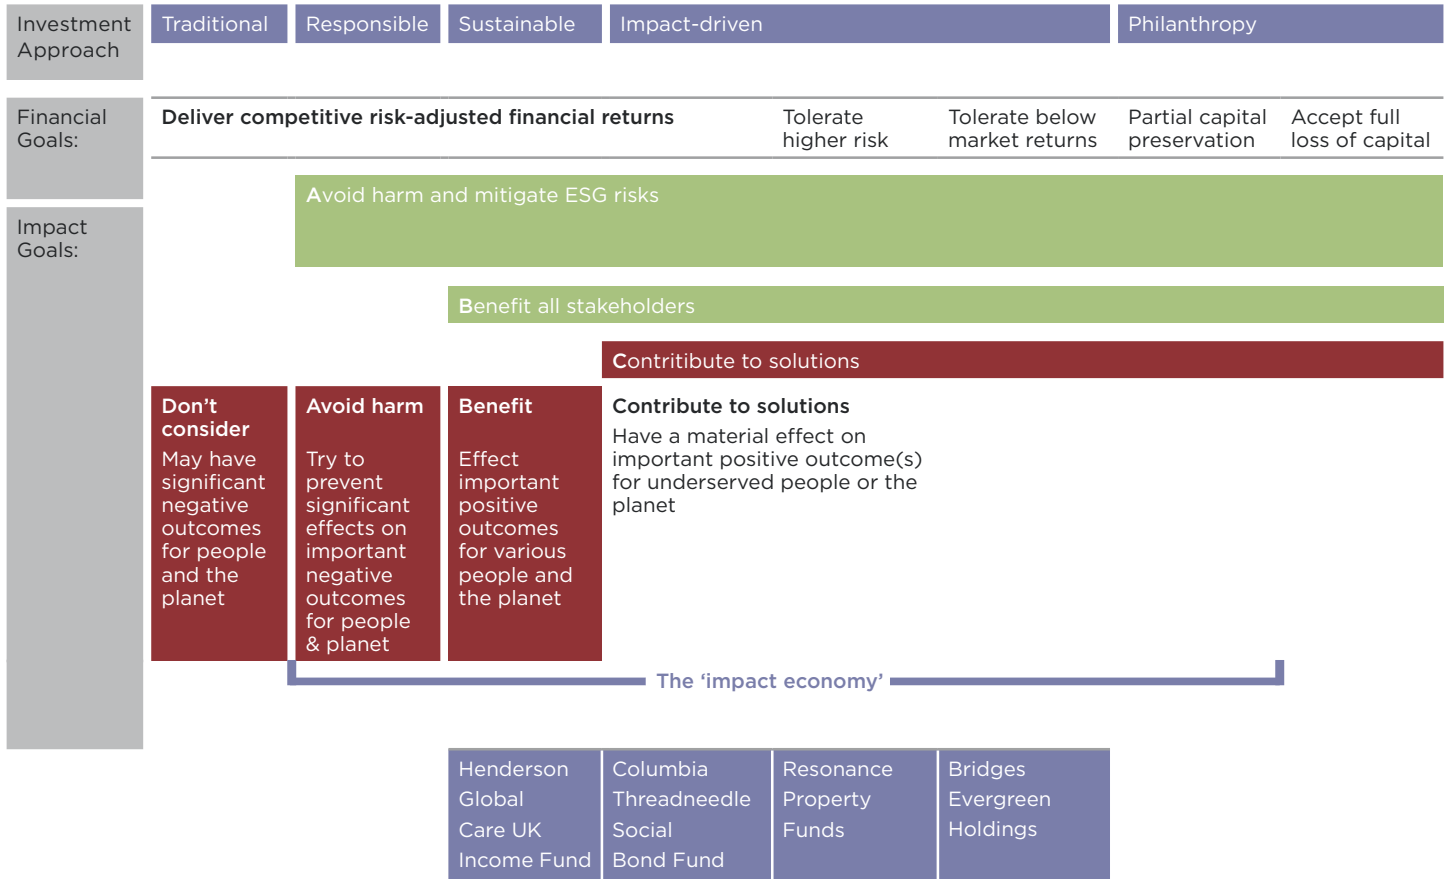 Investment
Approach
Traditional
Responsible
Sustainable
Impact-driven
Philanthropy
Financial
Goals:
Deliver competitive risk-adjusted financial returns
Tolerate
higher risk
Tolerate below
market returns
Partial capital
preservation
Accept full
loss of capital
Impact
Goals:
Avoid harm and mitigate ESG risks
Benefit all stakeholders
Contritibute to solutions
Don’t
consider
May have
significant
negative
outcomes
for people
and the
planet
Avoid harm
Try to
prevent
significant
effects on
important
negative
outcomes
for people
& planet
Benefit
Effect
important
positive
outcomes
for various
people and
the planet
Contribute to solutions
Have a material effect on
important positive outcome(s)
for underserved people or the
planet
The ‘impact economy’
Henderson
Global
Care UK
Income Fund
Columbia
Threadneedle
Social
Bond Fund
Resonance
Property
Funds
Bridges
Evergreen
Holdings